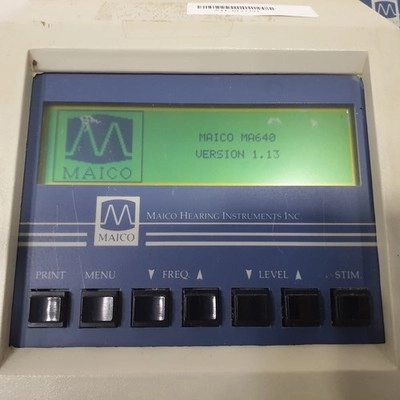 MAICO MA640
VERSION 1.13
MAICO
MAICO HEARING INSTRUMENTS INC.
MAICO
PRINT MENU ▼ FREQ. ▲ ▼ LEVEL ▲ STIM.